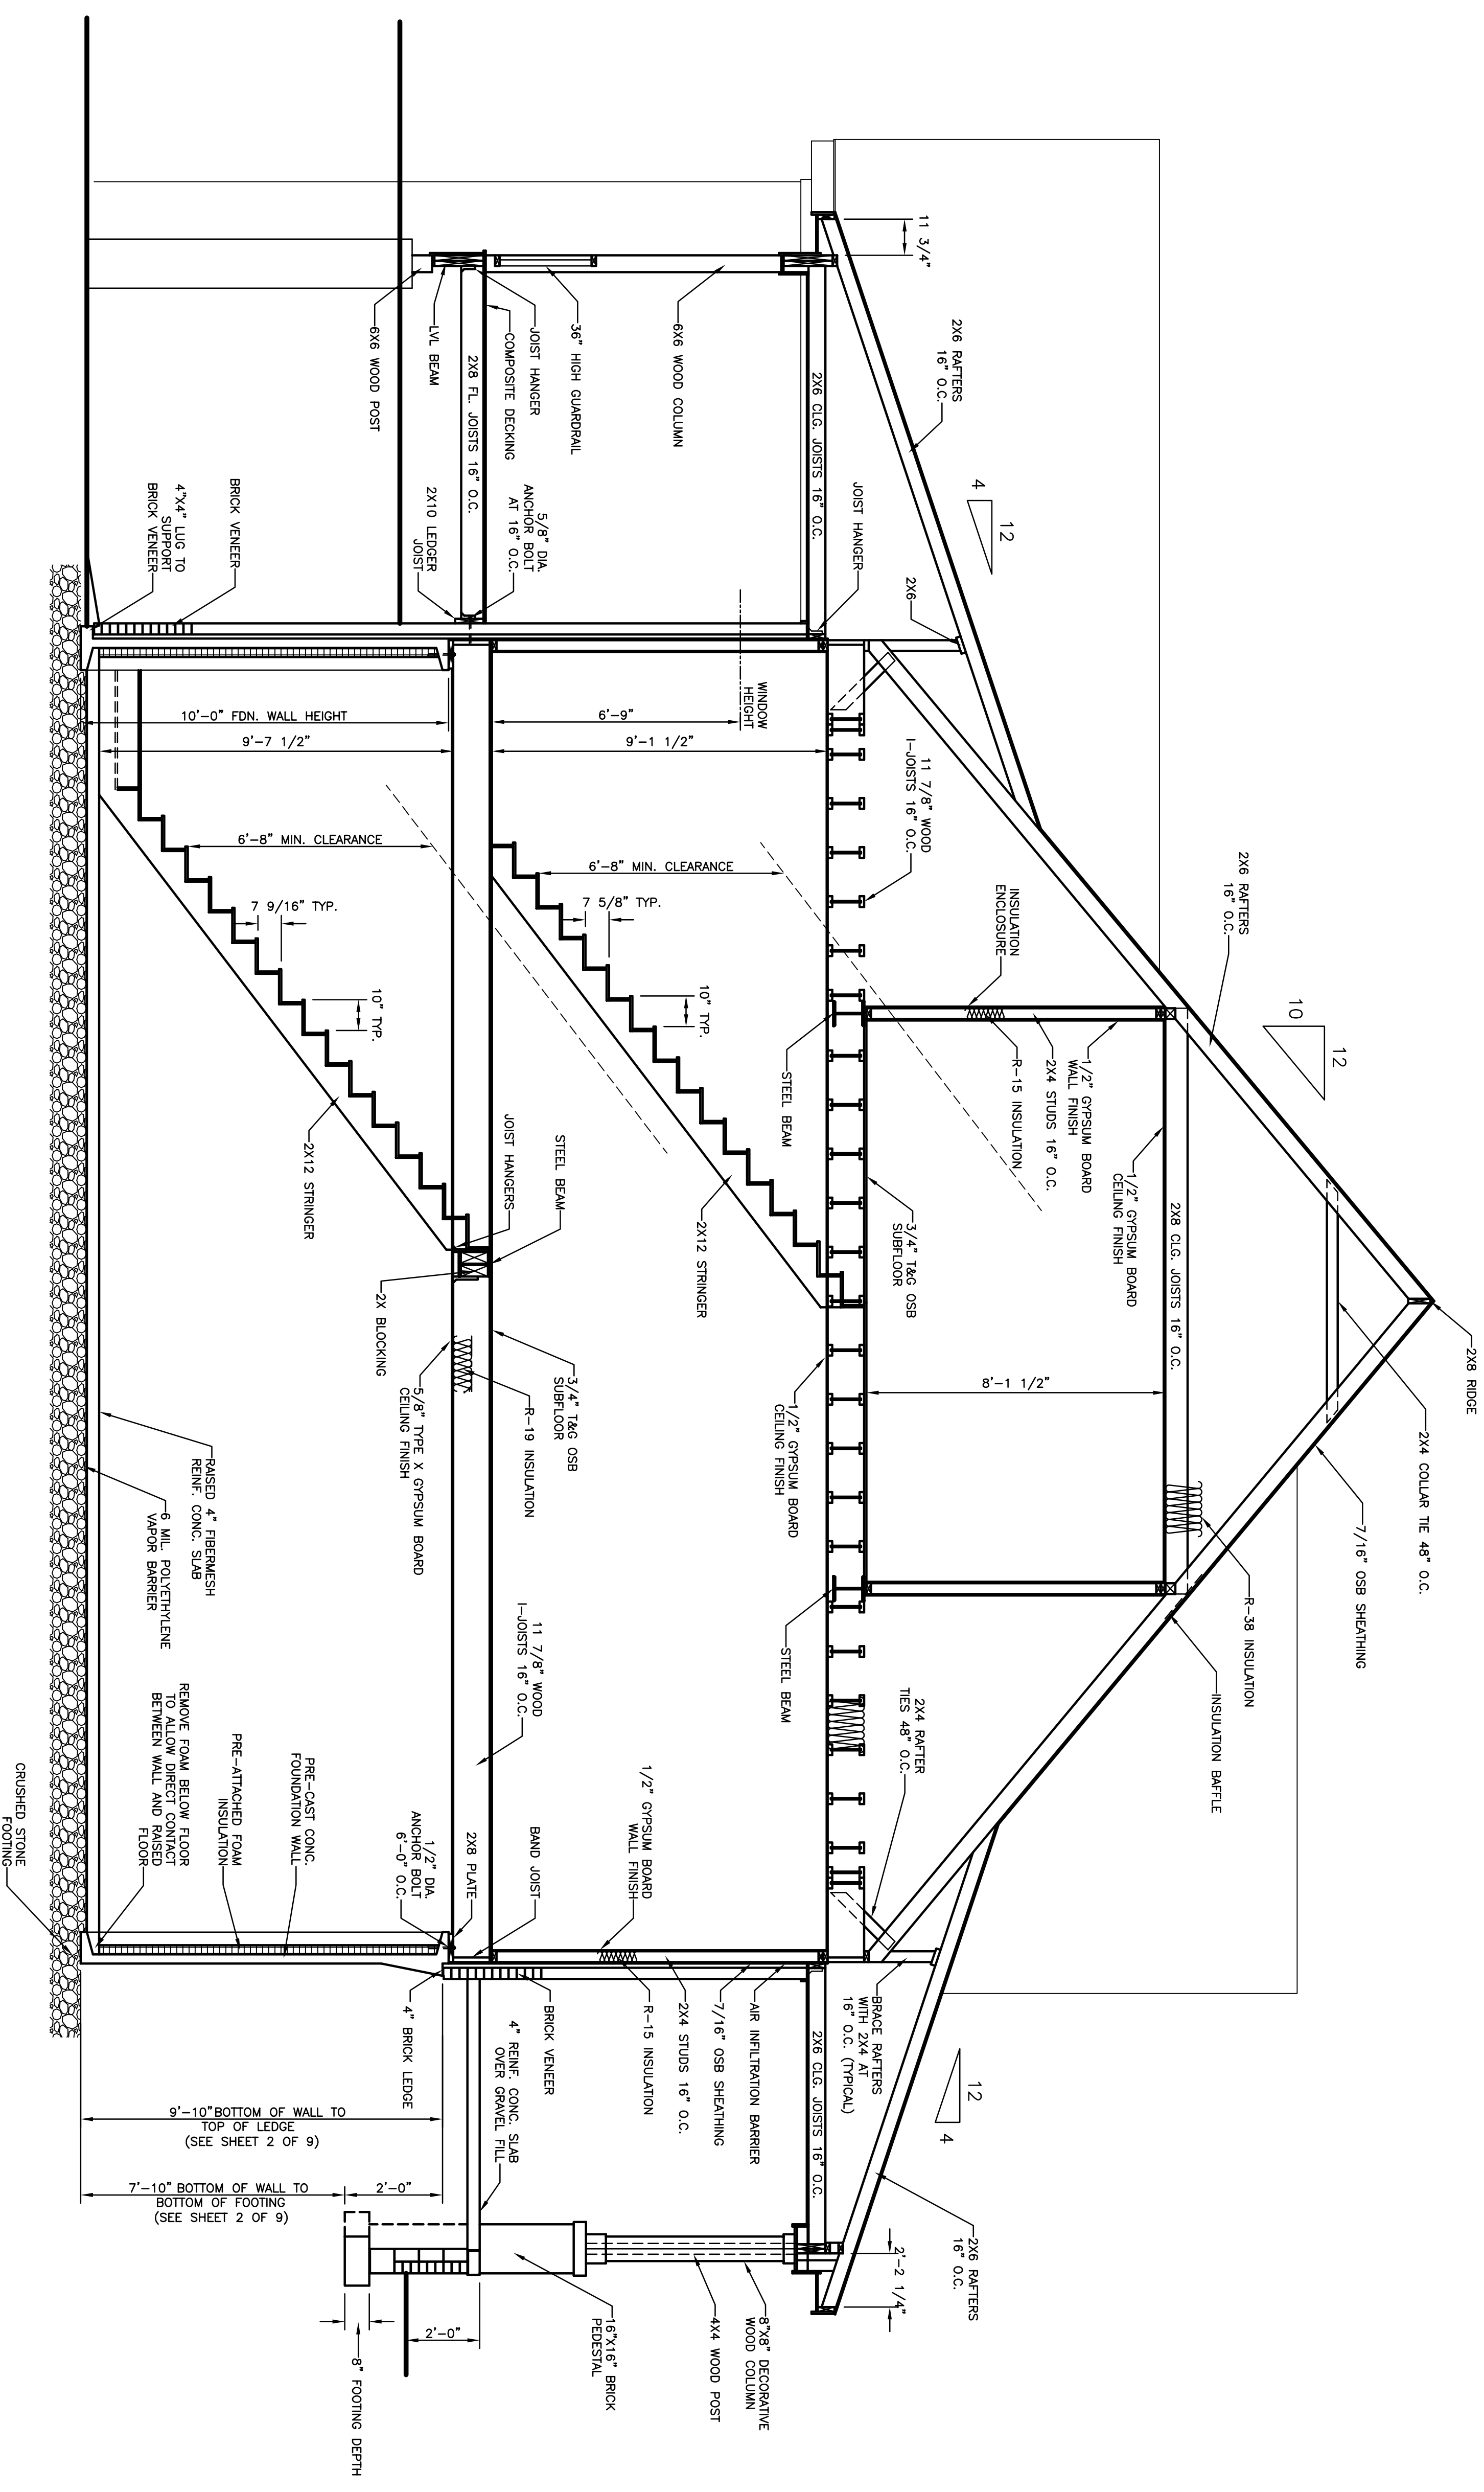 2X8 RIDGE
2X4 COLLAR TIE 48" O.C.
7/16" OSB SHEATHING
R-38 INSULATION
INSULATION BAFFLE
12
10
2X6 RAFTERS
16" O.C.
2X8 CLG. JOISTS 16" O.C.
1/2" GYPSUM BOARD
CEILING FINISH
1/2" GYPSUM BOARD
WALL FINISH
2X4 STUDS 16" O.C.
R-15 INSULATION
INSULATION
ENCLOSURE
8'-1 1/2"
3/4" T&G OSB
SUBFLOOR
12
4
2X6 RAFTERS
16" O.C.
2X6
11 3/4"
11 7/8" WOOD
I-JOISTS 16" O.C.
2X4 RAFTER
TIES 48" O.C.
12
4
2X6 RAFTERS
16" O.C.
2'-2 1/4"
BRACE RAFTERS
WITH 2X4 AT
16" O.C. (TYPICAL)
2X6 CLG. JOISTS 16" O.C.
JOIST HANGER
2X6 CLG. JOISTS 16" O.C.
STEEL BEAM
1/2" GYPSUM BOARD
CEILING FINISH
STEEL BEAM
WINDOW
HEIGHT
6'-9"
9'-1 1/2"
6'-8" MIN. CLEARANCE
7 5/8" TYP.
10" TYP.
2X12 STRINGER
6X6 WOOD COLUMN
36" HIGH GUARDRAIL
JOIST HANGER
COMPOSITE DECKING
2X8 FL. JOISTS 16" O.C.
LVL BEAM
6X6 WOOD POST
5/8" DIA.
ANCHOR BOLT
AT 16" O.C.
2X10 LEDGER
JOIST
BRICK VENEER
4"X4" LUG TO
SUPPORT
BRICK VENEER
STEEL BEAM
JOIST HANGERS
2X BLOCKING
3/4" T&G OSB
SUBFLOOR
R-19 INSULATION
5/8" TYPE X GYPSUM BOARD
CEILING FINISH
11 7/8" WOOD
I-JOISTS 16" O.C.
1/2" GYPSUM BOARD
WALL FINISH
BAND JOIST
2X8 PLATE
1/2" DIA.
ANCHOR BOLT
6'-0" O.C.
AIR INFILTRATION BARRIER
7/16" OSB SHEATHING
2X4 STUDS 16" O.C.
R-15 INSULATION
BRICK VENEER
4" REINF. CONC. SLAB
OVER GRAVEL FILL
4" BRICK LEDGE
8"X8" DECORATIVE
WOOD COLUMN
4X4 WOOD POST
16"X16" BRICK
PEDESTAL
2'-0"
8" FOOTING DEPTH
10'-0" FDN. WALL HEIGHT
9'-7 1/2"
6'-8" MIN. CLEARANCE
7 9/16" TYP.
10" TYP.
2X12 STRINGER
RAISED 4" FIBERMESH
REINF. CONC. SLAB
6 MIL. POLYETHYLENE
VAPOR BARRIER
PRE-CAST CONC.
FOUNDATION WALL
PRE-ATTACHED FOAM
INSULATION
REMOVE FOAM BELOW FLOOR
TO ALLOW DIRECT CONTACT
BETWEEN WALL AND RAISED
FLOOR
CRUSHED STONE
FOOTING
9'-10" BOTTOM OF WALL TO
TOP OF LEDGE
(SEE SHEET 2 OF 9)
2'-0"
7'-10" BOTTOM OF WALL TO
BOTTOM OF FOOTING
(SEE SHEET 2 OF 9)